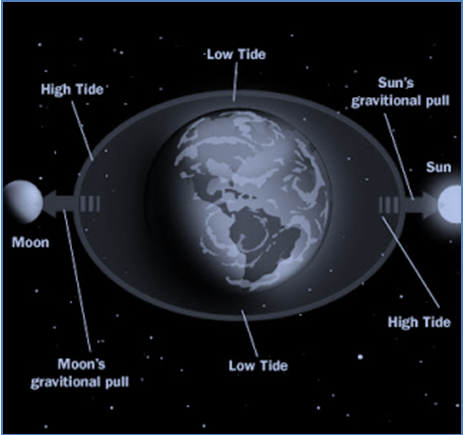 Low Tide
High Tide
Sun's
gravitional pull
Sun
Moon
High Tide
Moon's
gravitional pull
Low Tide